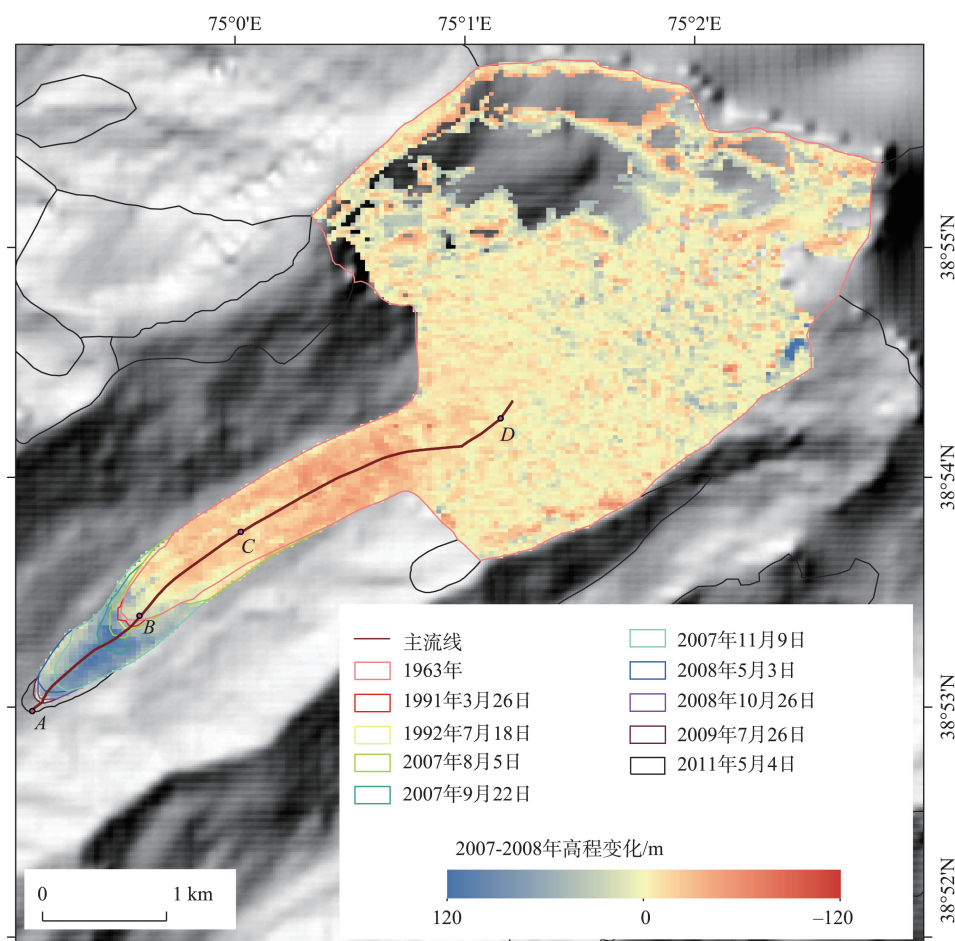 75°0'E 75°1'E 75°2'E
38°55'N
38°54'N
38°53'N
38°52'N
D
C
B
A
主流线
1963年
1991年3月26日
1992年7月18日
2007年8月5日
2007年9月22日
2007年11月9日
2008年5月3日
2008年10月26日
2009年7月26日
2011年5月4日
2007-2008年高程变化/m
120 0 –120
0 1 km